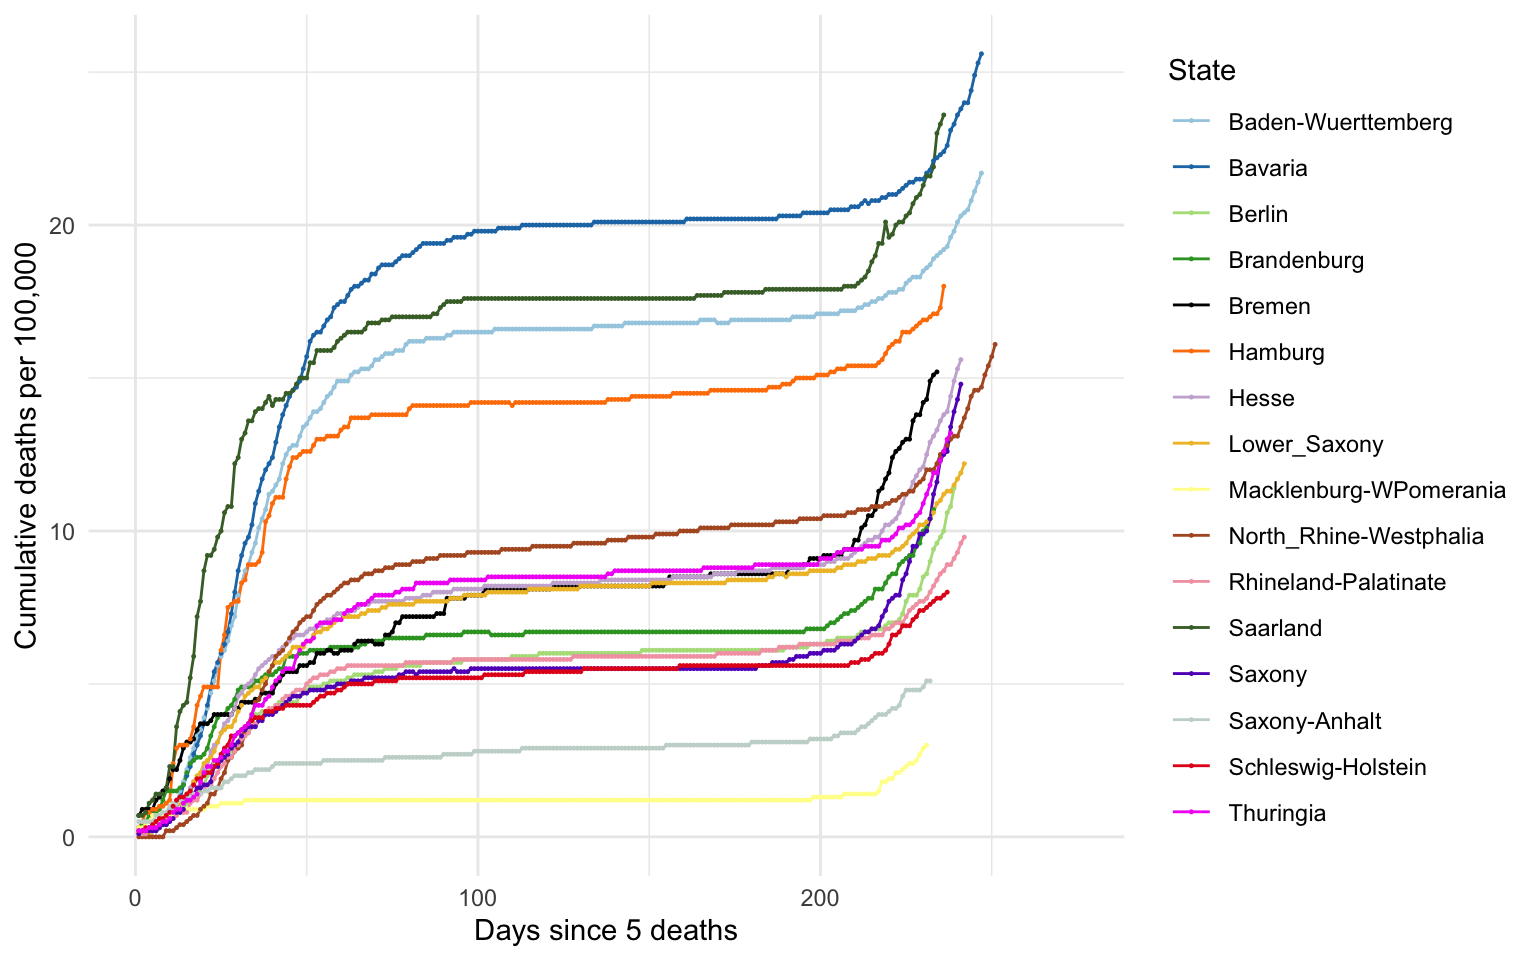 Cumulative deaths per 100,000
20
10
0
0
100
200
Days since 5 deaths
State
Baden-Wuerttemberg
Bavaria
Berlin
Brandenburg
Bremen
Hamburg
Hesse
Lower_Saxony
Macklenburg-WPomerania
North_Rhine-Westphalia
Rhineland-Palatinate
Saarland
Saxony
Saxony-Anhalt
Schleswig-Holstein
Thuringia